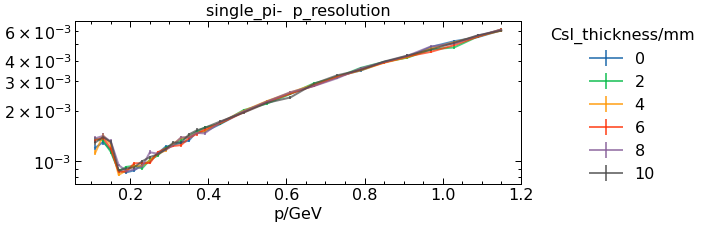 single_pi-  p_resolution
6 × 10⁻³
4 × 10⁻³
3 × 10⁻³
2 × 10⁻³
10⁻³
0.2 0.4 0.6 0.8 1.0 1.2
p/GeV
CsI_thickness/mm
0
2
4
6
8
10